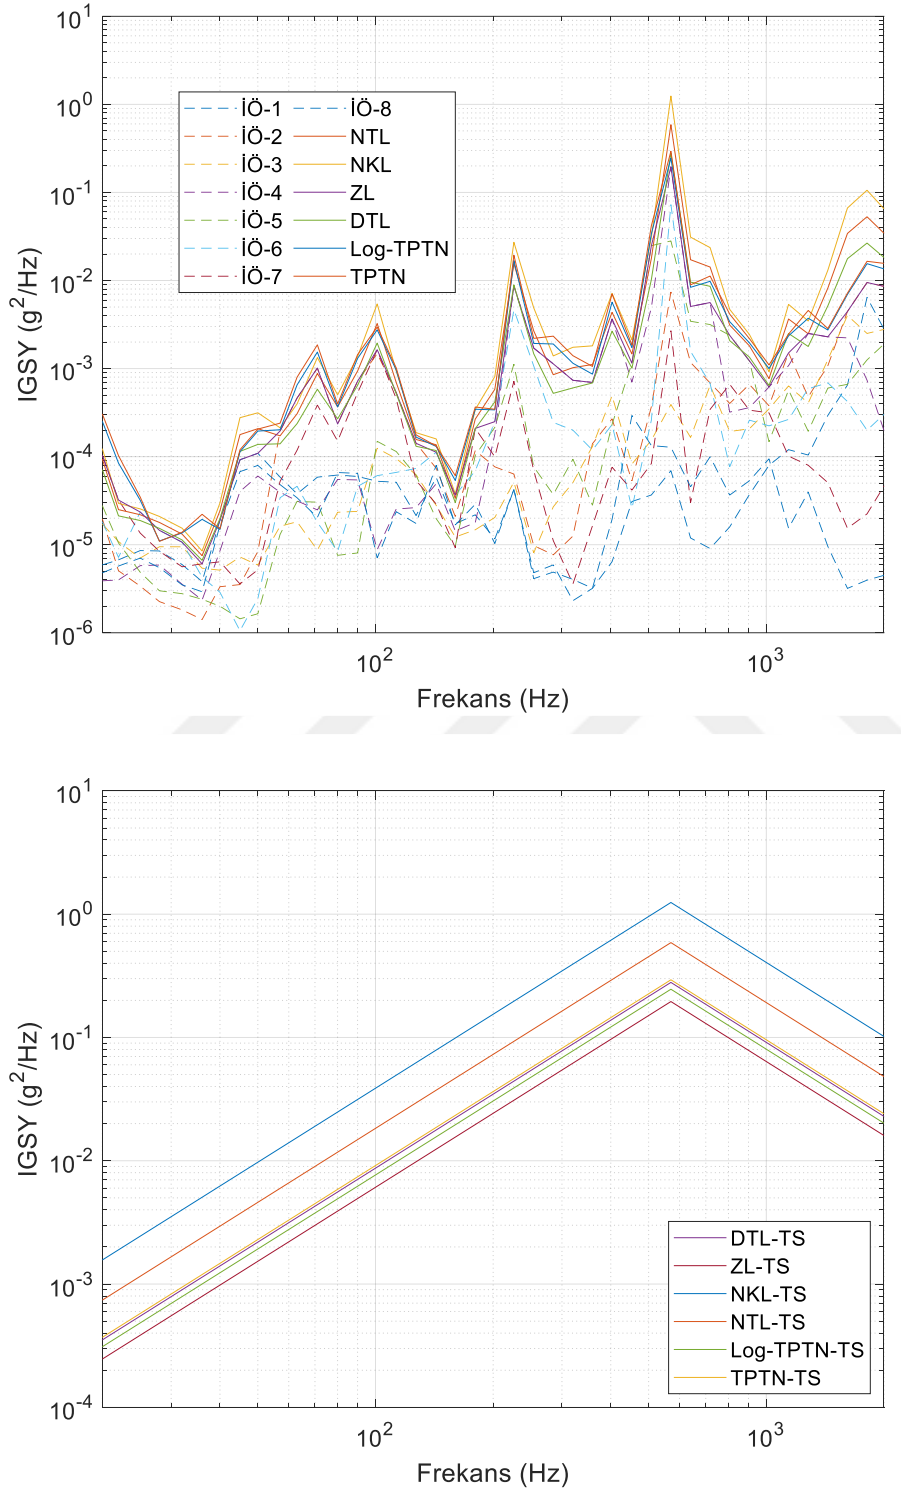 10^1
10^0
10^-1
10^-2
10^-3
10^-4
10^-5
10^-6
IGSY (g^2/Hz)
İÖ-1 İÖ-8
İÖ-2 NTL
İÖ-3 NKL
İÖ-4 ZL
İÖ-5 DTL
İÖ-6 Log-TPTN
İÖ-7 TPTN
10^2 10^3
Frekans (Hz)
10^1
10^0
10^-1
10^-2
10^-3
10^-4
IGSY (g^2/Hz)
DTL-TS
ZL-TS
NKL-TS
NTL-TS
Log-TPTN-TS
TPTN-TS
10^2 10^3
Frekans (Hz)